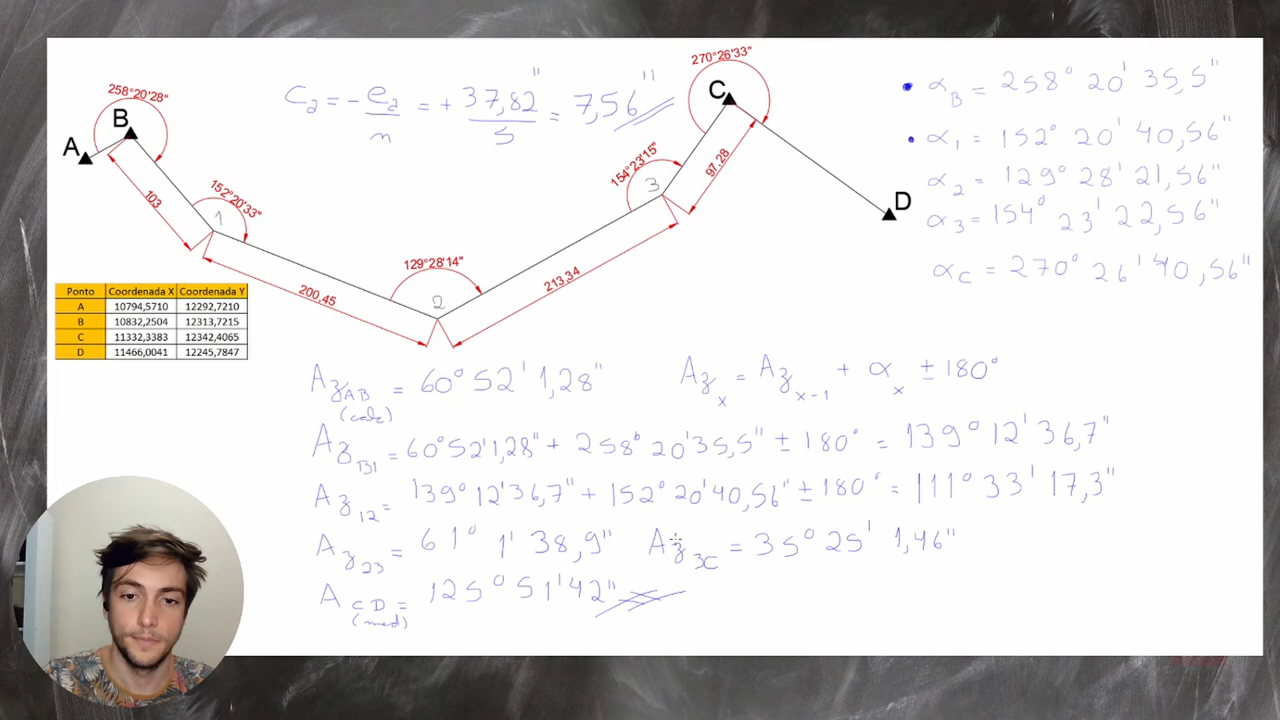 258°20'28"
B
A
103
152°20'33"
1
200.45
129°28'14"
2
213.34
154°23'15"
3
97.28
270°26'33"
C
D
Ca = - ea / n = + 37,82" / 5 = 7,56"
αB = 258° 20' 35,5"
α1 = 152° 20' 40,56"
α2 = 129° 28' 21,56"
α3 = 154° 23' 22,56"
αC = 270° 26' 40,56"
Ponto Coordenada X Coordenada Y
A 10794,5710 12292,7210
B 10832,2504 12313,7215
C 11332,3383 12342,4065
D 11466,0041 12245,7847
AzAB = 60° 52' 1,28"
(calc)
Azx = Azx-1 + αx ± 180°
AzB1 = 60°52'1,28" + 258° 20'35,5" ± 180° = 139° 12' 36,7"
Az12 = 139° 12'36,7" + 152° 20'40,56" ± 180° = 111° 33' 17,3"
Az23 = 61° 1' 38,9" Az3C = 35° 25' 1,46"
ACD = 125° 51'42"
(med)